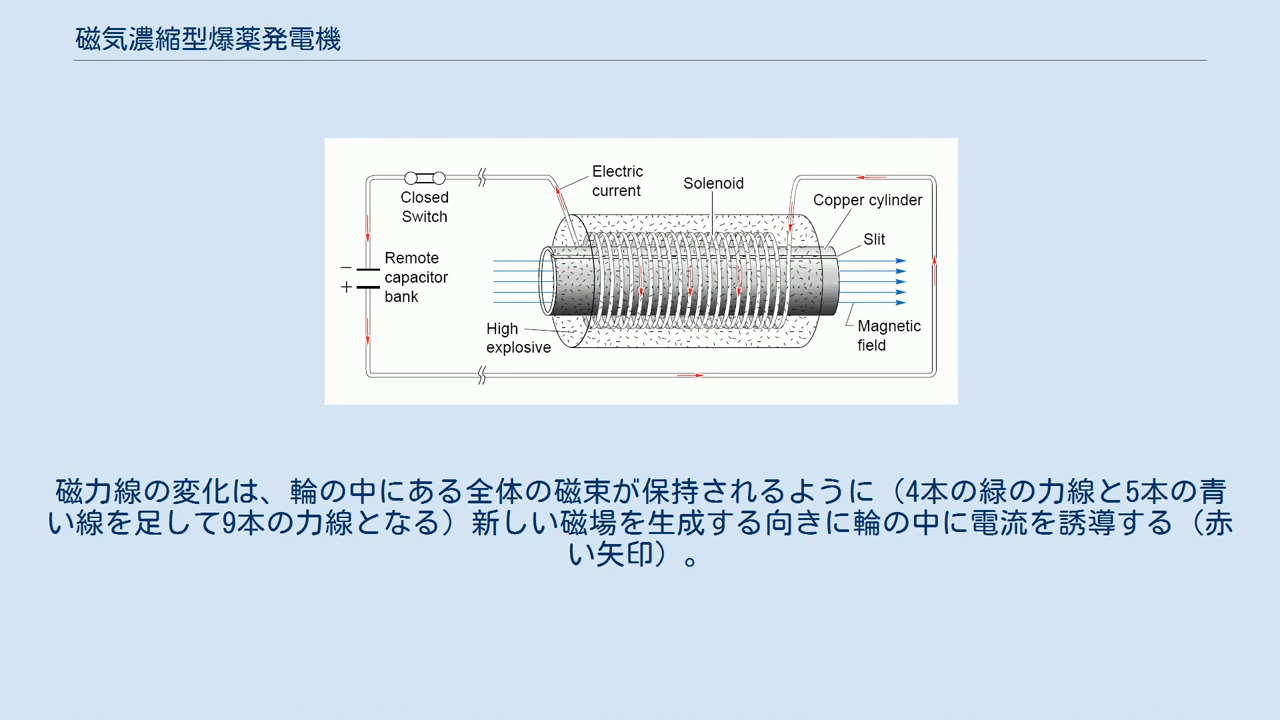 磁気濃縮型爆薬発電機
Electric
current
Solenoid
Closed
Switch
Copper cylinder
Slit
Remote
capacitor
bank
−
+
High
explosive
Magnetic
field
磁力線の変化は、輪の中にある全体の磁束が保持されるように（4本の緑の力線と5本の青
い線を足して9本の力線となる）新しい磁場を生成する向きに輪の中に電流を誘導する（赤
い矢印）。